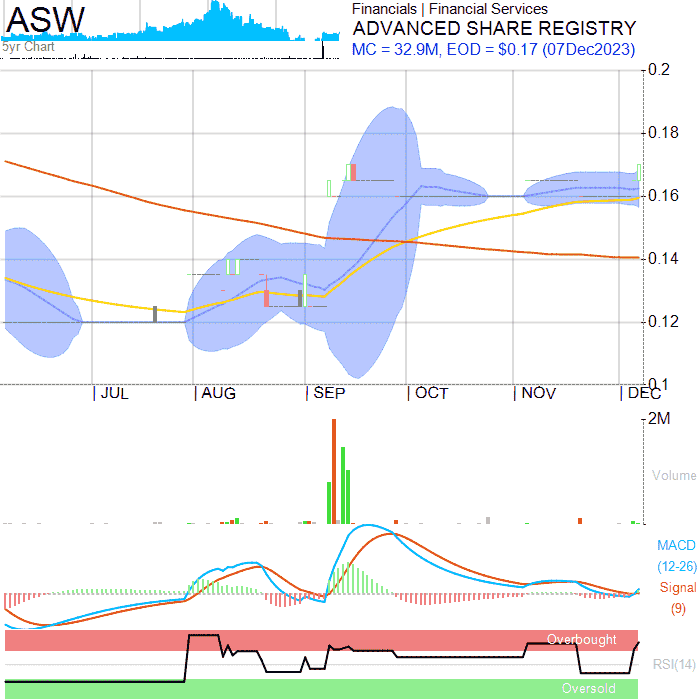 ASW
5yr Chart
Financials | Financial Services
ADVANCED SHARE REGISTRY
MC = 32.9M, EOD = $0.17 (07Dec2023)
0.2
0.18
0.16
0.14
0.12
0.1
JUL AUG SEP OCT NOV DEC
2M
Volume
MACD
(12-26)
Signal
(9)
Overbought
RSI(14)
Oversold